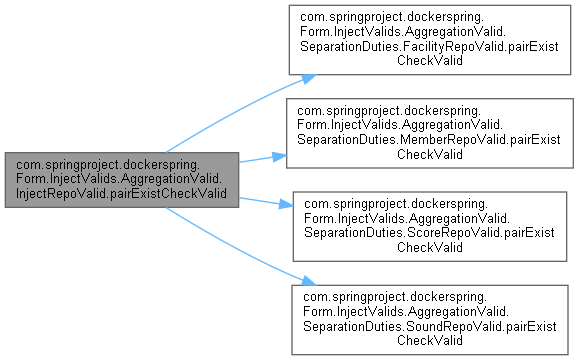 com.springproject.dockerspring.
Form.InjectValids.AggregationValid.
InjectRepoValid.pairExistCheckValid
com.springproject.dockerspring.
Form.InjectValids.AggregationValid.
SeparationDuties.FacilityRepoValid.pairExist
CheckValid
com.springproject.dockerspring.
Form.InjectValids.AggregationValid.
SeparationDuties.MemberRepoValid.pairExist
CheckValid
com.springproject.dockerspring.
Form.InjectValids.AggregationValid.
SeparationDuties.ScoreRepoValid.pairExist
CheckValid
com.springproject.dockerspring.
Form.InjectValids.AggregationValid.
SeparationDuties.SoundRepoValid.pairExist
CheckValid